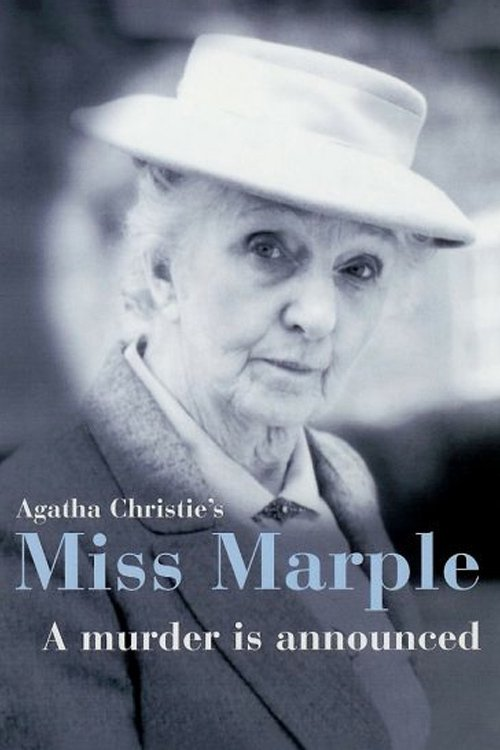 Agatha Christie's
Miss Marple
A murder is announced